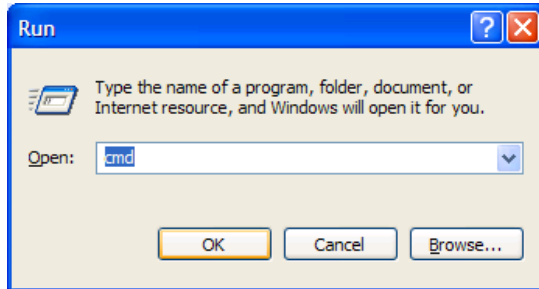 Run
Type the name of a program, folder, document, or
Internet resource, and Windows will open it for you.
Open: cmd
OK Cancel Browse...